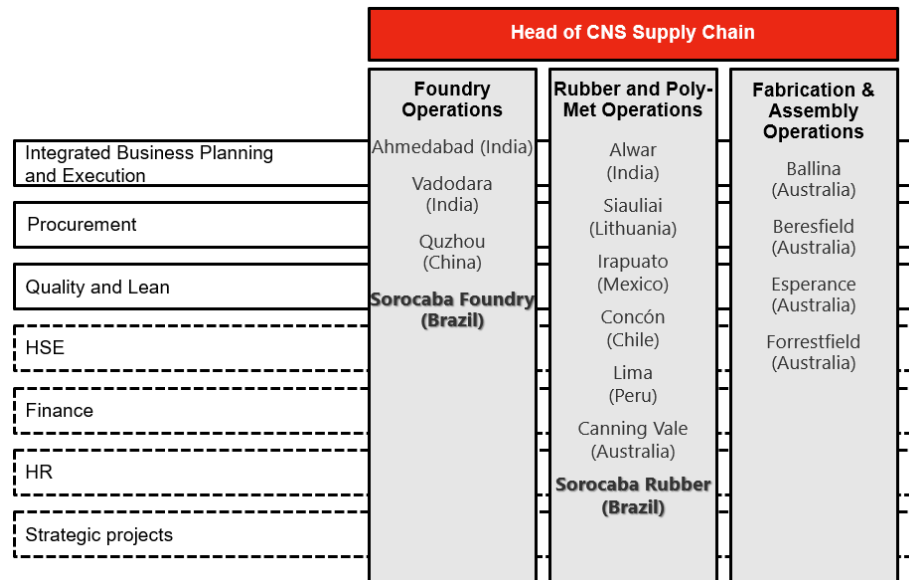 Head of CNS Supply Chain
Foundry
Operations
Ahmedabad (India)
Vadodara
(India)
Quzhou
(China)
Sorocaba Foundry
(Brazil)
Rubber and Poly-
Met Operations
Alwar
(India)
Siauliai
(Lithuania)
Irapuato
(Mexico)
Concón
(Chile)
Lima
(Peru)
Canning Vale
(Australia)
Sorocaba Rubber
(Brazil)
Fabrication &
Assembly
Operations
Ballina
(Australia)
Beresfield
(Australia)
Esperance
(Australia)
Forrestfield
(Australia)
Integrated Business Planning
and Execution
Procurement
Quality and Lean
HSE
Finance
HR
Strategic projects